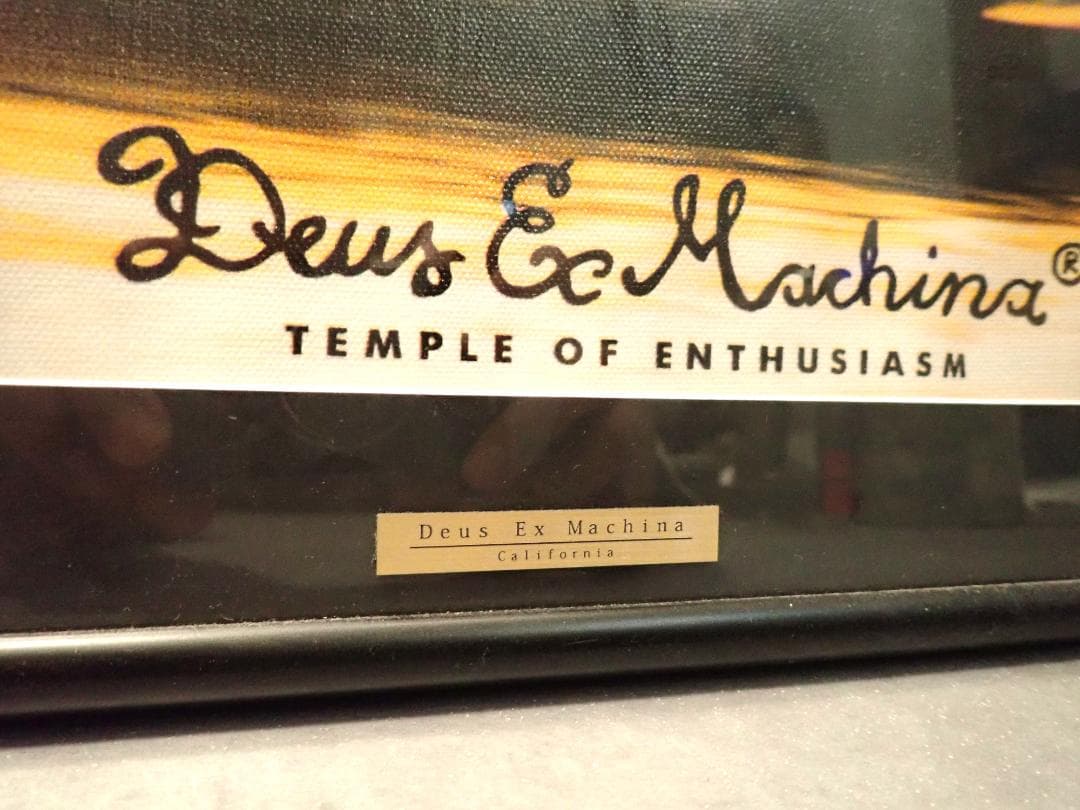 Deus Ex Machina®
TEMPLE OF ENTHUSIASM
Deus Ex Machina
California